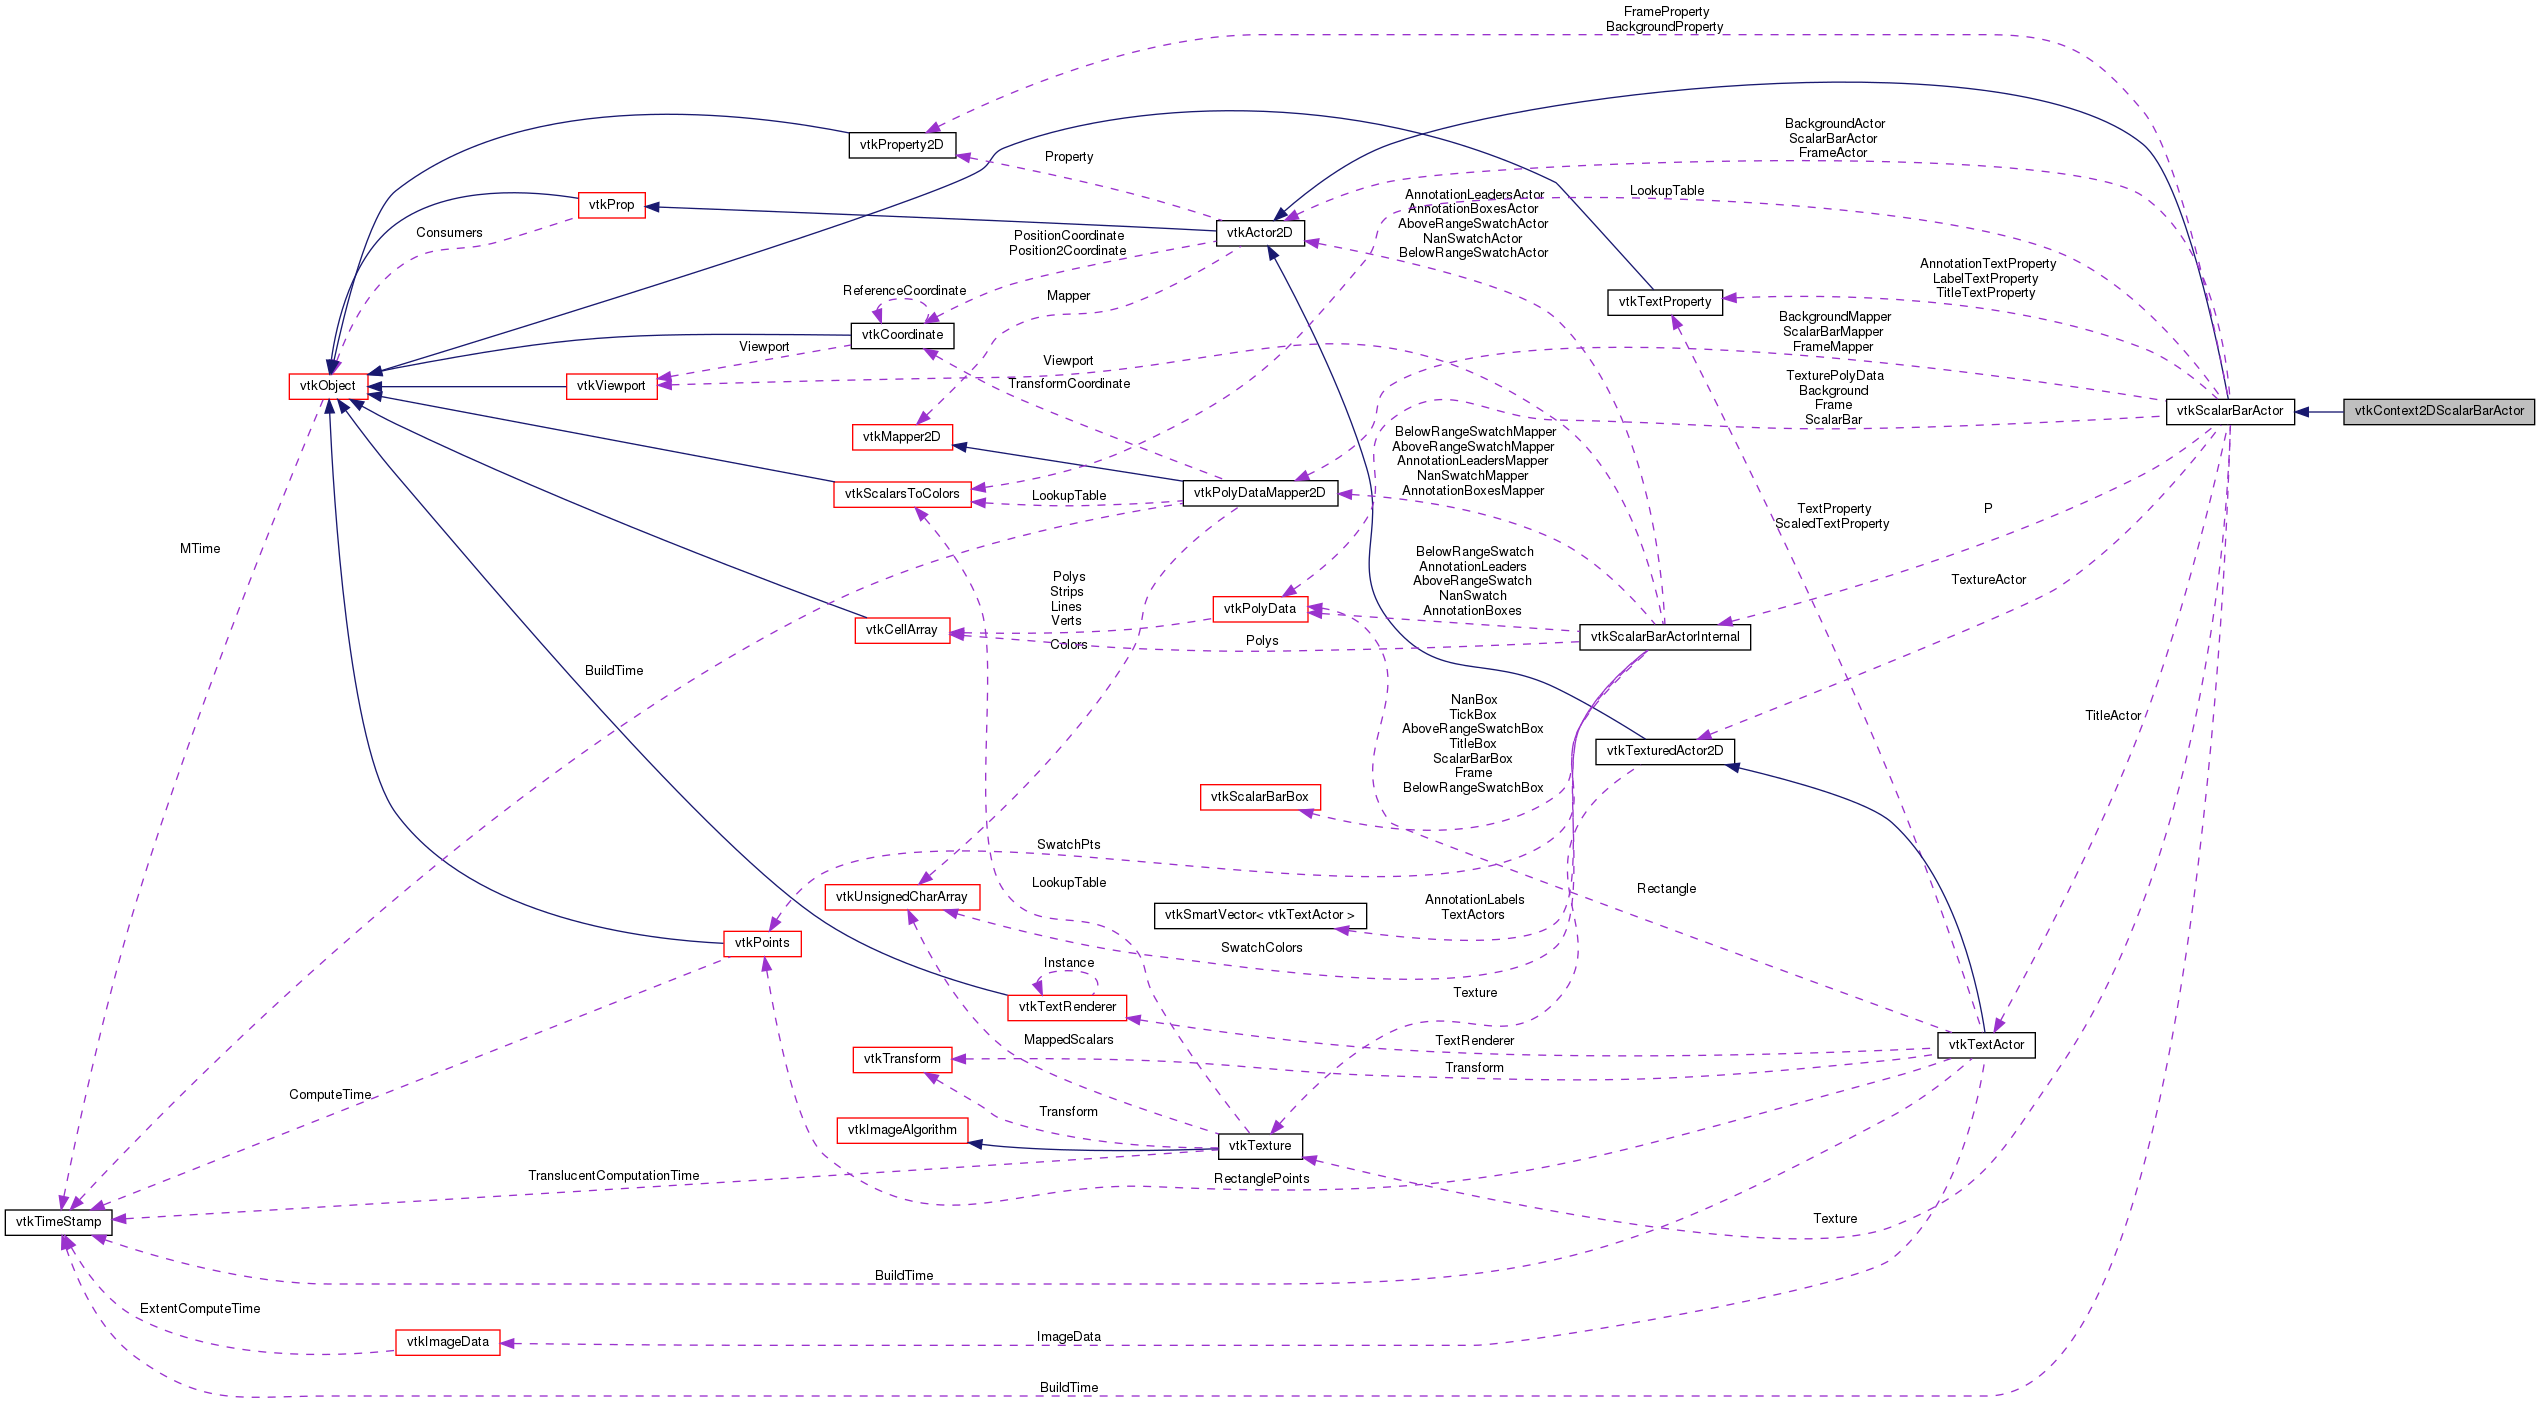 FrameProperty
BackgroundProperty
BackgroundActor
ScalarBarActor
FrameActor
vtkProperty2D
Property
LookupTable
AnnotationLeadersActor
AnnotationBoxesActor
AboveRangeSwatchActor
NanSwatchActor
BelowRangeSwatchActor
vtkProp
Consumers
vtkActor2D
PositionCoordinate
Position2Coordinate
AnnotationTextProperty
LabelTextProperty
TitleTextProperty
ReferenceCoordinate
Mapper
vtkTextProperty
vtkCoordinate
BackgroundMapper
ScalarBarMapper
FrameMapper
Viewport
Viewport
vtkObject
vtkViewport
TransformCoordinate
TexturePolyData
Background
Frame
ScalarBar
vtkScalarBarActor
vtkContext2DScalarBarActor
vtkMapper2D
BelowRangeSwatchMapper
AboveRangeSwatchMapper
AnnotationLeadersMapper
NanSwatchMapper
AnnotationBoxesMapper
vtkScalarsToColors
LookupTable
vtkPolyDataMapper2D
P
TextProperty
ScaledTextProperty
MTime
BelowRangeSwatch
AnnotationLeaders
AboveRangeSwatch
NanSwatch
AnnotationBoxes
Polys
Strips
Lines
Verts
TextureActor
vtkPolyData
vtkCellArray
Colors
Polys
vtkScalarBarActorInternal
BuildTime
NanBox
TickBox
AboveRangeSwatchBox
TitleBox
ScalarBarBox
Frame
BelowRangeSwatchBox
TitleActor
vtkTexturedActor2D
vtkScalarBarBox
SwatchPts
LookupTable
Rectangle
vtkUnsignedCharArray
AnnotationLabels
TextActors
vtkSmartVector< vtkTextActor >
vtkPoints
SwatchColors
Instance
Texture
vtkTextRenderer
MappedScalars
TextRenderer
vtkTextActor
vtkTransform
Transform
ComputeTime
Transform
vtkImageAlgorithm
vtkTexture
TranslucentComputationTime
RectanglePoints
vtkTimeStamp
Texture
BuildTime
ExtentComputeTime
vtkImageData
ImageData
BuildTime